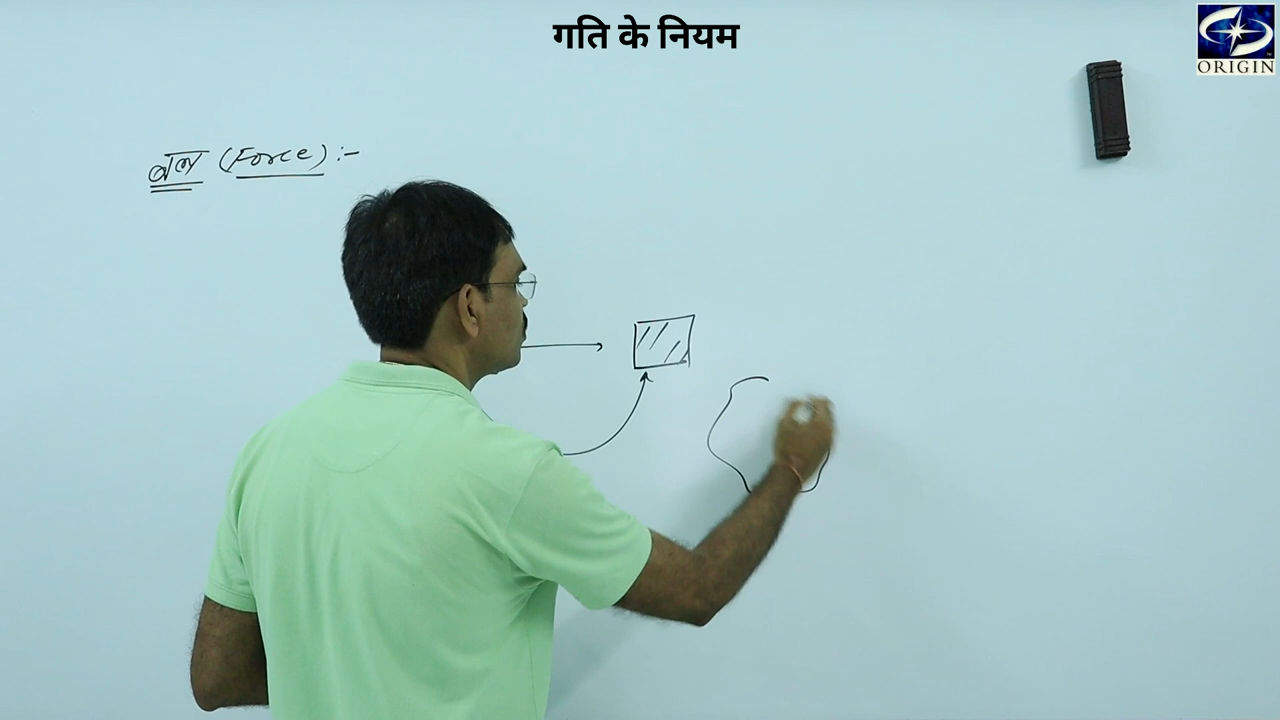 गति के नियम
ORIGIN
बल (Force) :-